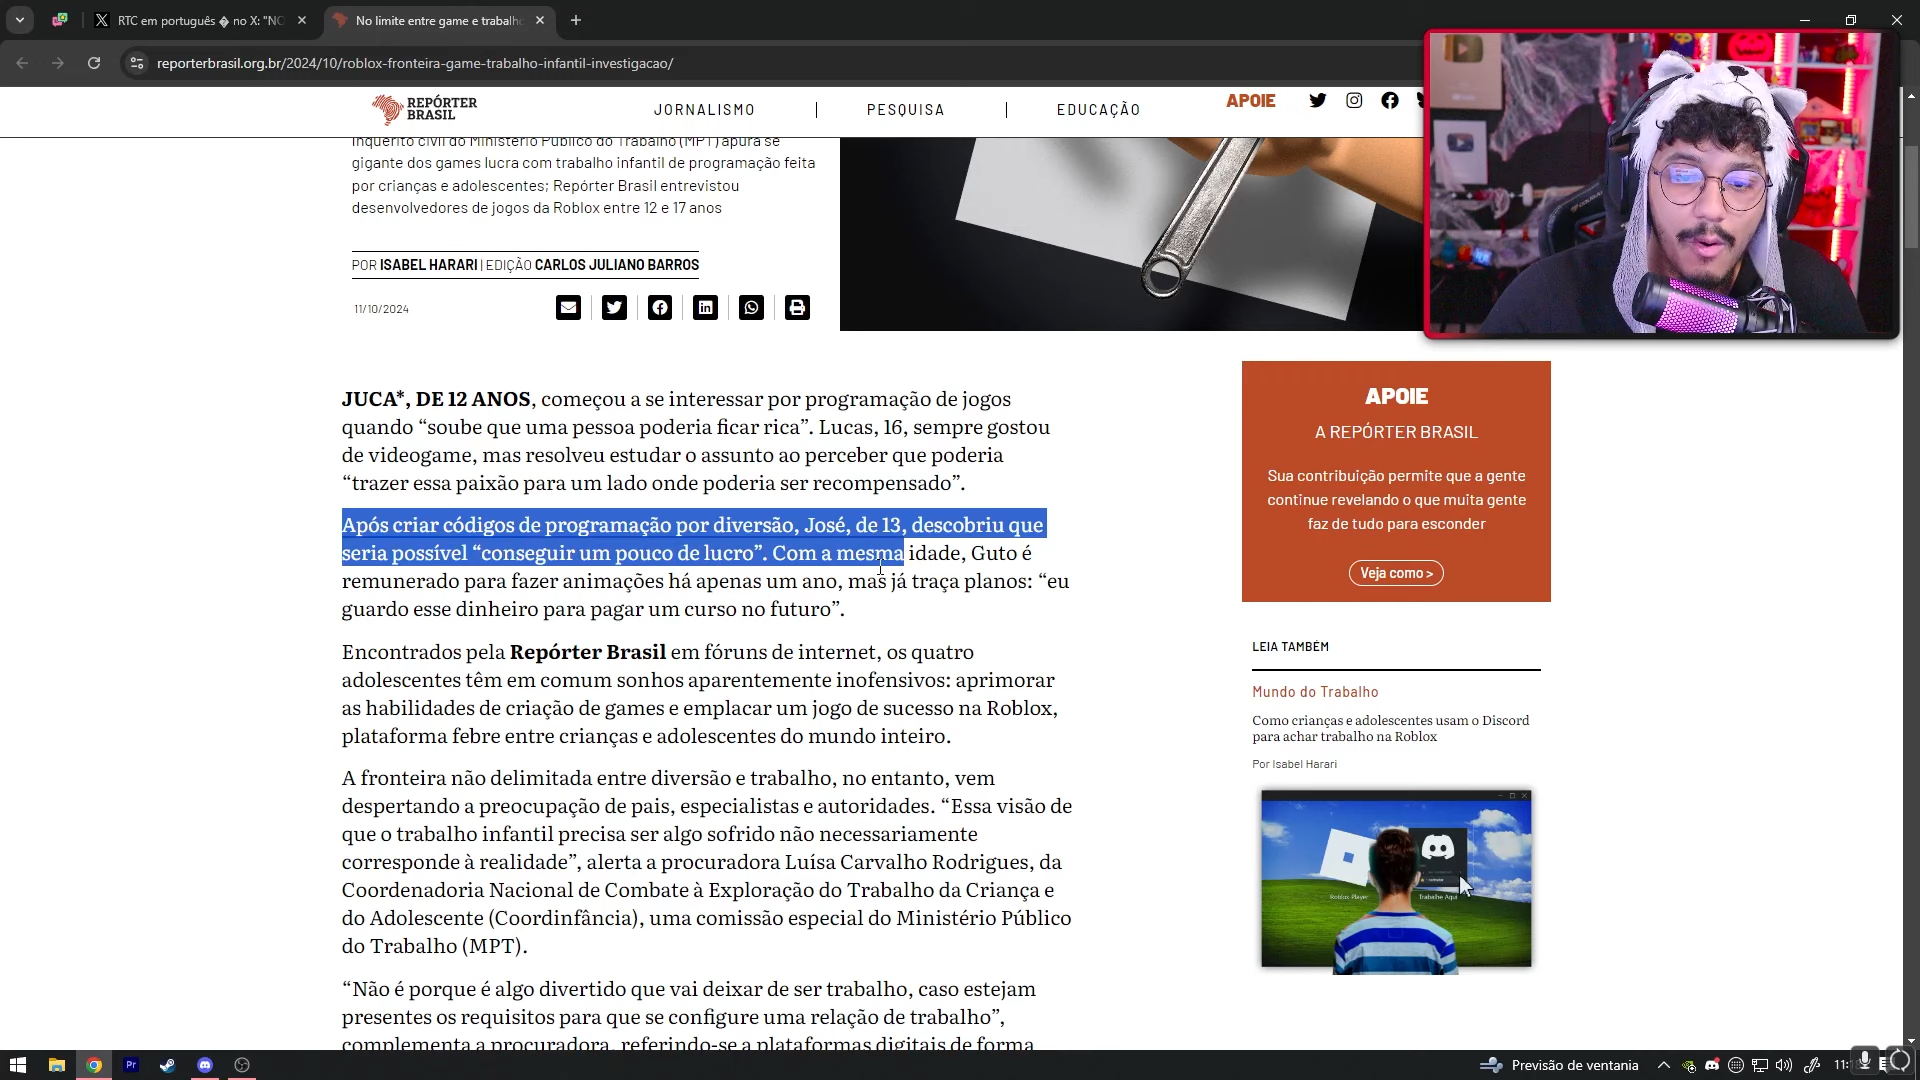 RTC em português � no X: "NO
No limite entre game e trabalho
reporterbrasil.org.br/2024/10/roblox-fronteira-game-trabalho-infantil-investigacao/
REPÓRTER
BRASIL
JORNALISMO
PESQUISA
EDUCAÇÃO
APOIE
Inquérito civil do Ministério Público do Trabalho (MPT) apura se
gigante dos games lucra com trabalho infantil de programação feita
por crianças e adolescentes; Repórter Brasil entrevistou
desenvolvedores de jogos da Roblox entre 12 e 17 anos
POR ISABEL HARARI | EDIÇÃO CARLOS JULIANO BARROS
11/10/2024
JUCA*, DE 12 ANOS, começou a se interessar por programação de jogos
quando “soube que uma pessoa poderia ficar rica”. Lucas, 16, sempre gostou
de videogame, mas resolveu estudar o assunto ao perceber que poderia
“trazer essa paixão para um lado onde poderia ser recompensado”.
Após criar códigos de programação por diversão, José, de 13, descobriu que
seria possível “conseguir um pouco de lucro”. Com a mesma idade, Guto é
remunerado para fazer animações há apenas um ano, mas já traça planos: “eu
guardo esse dinheiro para pagar um curso no futuro”.
Encontrados pela Repórter Brasil em fóruns de internet, os quatro
adolescentes têm em comum sonhos aparentemente inofensivos: aprimorar
as habilidades de criação de games e emplacar um jogo de sucesso na Roblox,
plataforma febre entre crianças e adolescentes do mundo inteiro.
A fronteira não delimitada entre diversão e trabalho, no entanto, vem
despertando a preocupação de pais, especialistas e autoridades. “Essa visão de
que o trabalho infantil precisa ser algo sofrido não necessariamente
corresponde à realidade”, alerta a procuradora Luísa Carvalho Rodrigues, da
Coordenadoria Nacional de Combate à Exploração do Trabalho da Criança e
do Adolescente (Coordinfância), uma comissão especial do Ministério Público
do Trabalho (MPT).
“Não é porque é algo divertido que vai deixar de ser trabalho, caso estejam
presentes os requisitos para que se configure uma relação de trabalho”,
complementa a procuradora, referindo-se a plataformas digitais de forma
APOIE
A REPÓRTER BRASIL
Sua contribuição permite que a gente
continue revelando o que muita gente
faz de tudo para esconder
Veja como >
LEIA TAMBÉM
Mundo do Trabalho
Como crianças e adolescentes usam o Discord
para achar trabalho na Roblox
Por Isabel Harari
Roblox Player
Trabalhe Aqui
Pr
Previsão de ventania